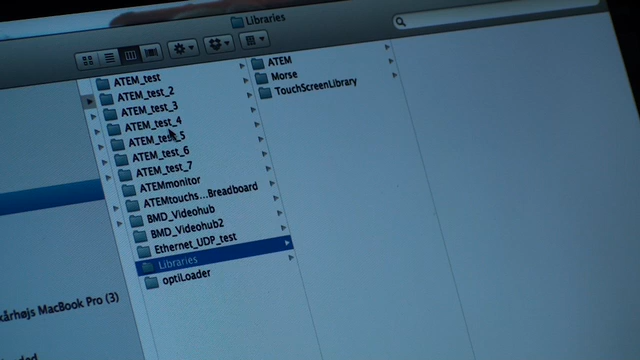 Libraries
ATEM_test
ATEM_test_2
ATEM_test_3
ATEM_test_4
ATEM_test_5
ATEM_test_6
ATEM_test_7
ATEMmonitor
ATEMtouchs...Breadboard
BMD_Videohub
BMD_Videohub2
Ethernet_UDP_test
Libraries
optiLoader
ATEM
Morse
TouchScreenLibrary
kårhøjs MacBook Pro (3)